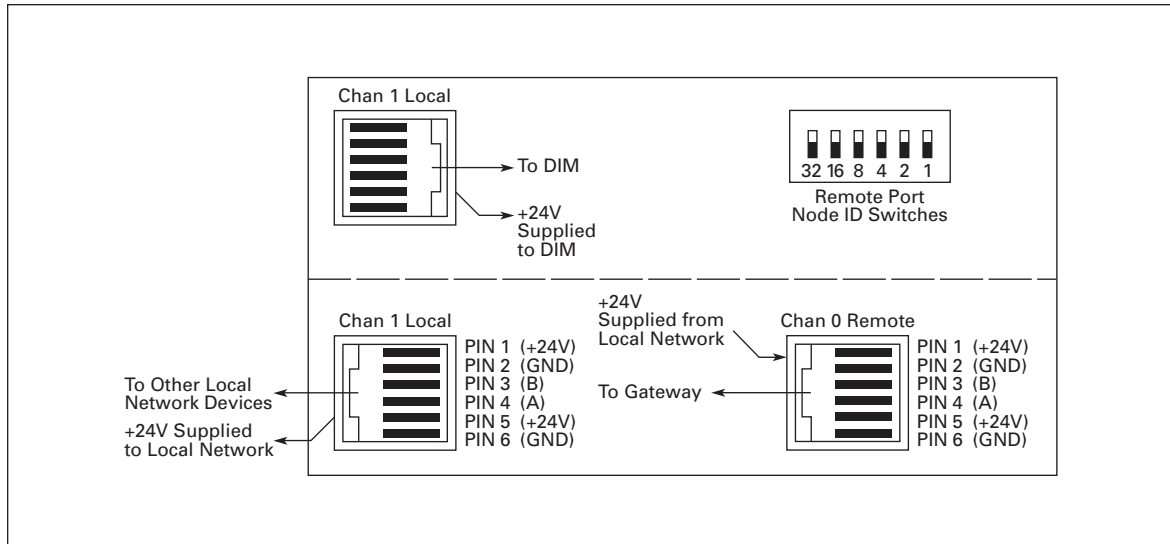 Chan 1 Local
To DIM
+24V
Supplied
to DIM
32 16 8 4 2 1
Remote Port
Node ID Switches
Chan 1 Local
PIN 1 (+24V)
PIN 2 (GND)
PIN 3 (B)
PIN 4 (A)
PIN 5 (+24V)
PIN 6 (GND)
To Other Local
Network Devices
+24V Supplied
to Local Network
+24V
Supplied from
Local Network
To Gateway
Chan 0 Remote
PIN 1 (+24V)
PIN 2 (GND)
PIN 3 (B)
PIN 4 (A)
PIN 5 (+24V)
PIN 6 (GND)